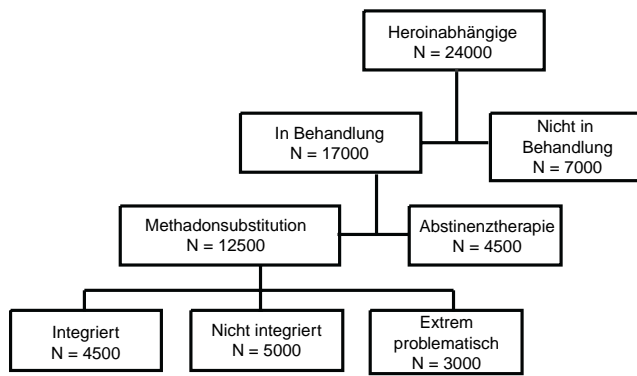 Heroinabhängige
N = 24000
In Behandlung
N = 17000
Nicht in
Behandlung
N = 7000
Methadonsubstitution
N = 12500
Abstinenztherapie
N = 4500
Integriert
N = 4500
Nicht integriert
N = 5000
Extrem
problematisch
N = 3000